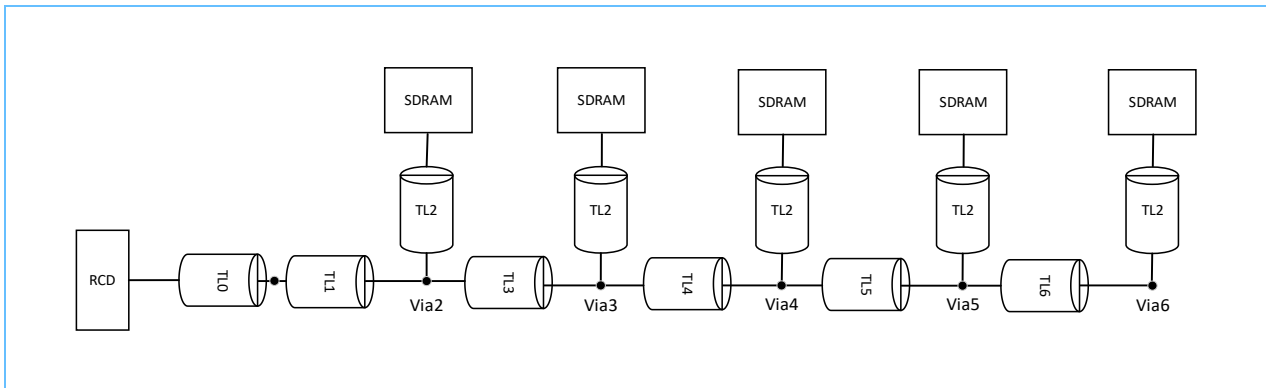 SDRAM
SDRAM
SDRAM
SDRAM
SDRAM
TL2
TL2
TL2
TL2
TL2
RCD
TL0
TL1
TL3
TL4
TL5
TL6
Via2
Via3
Via4
Via5
Via6